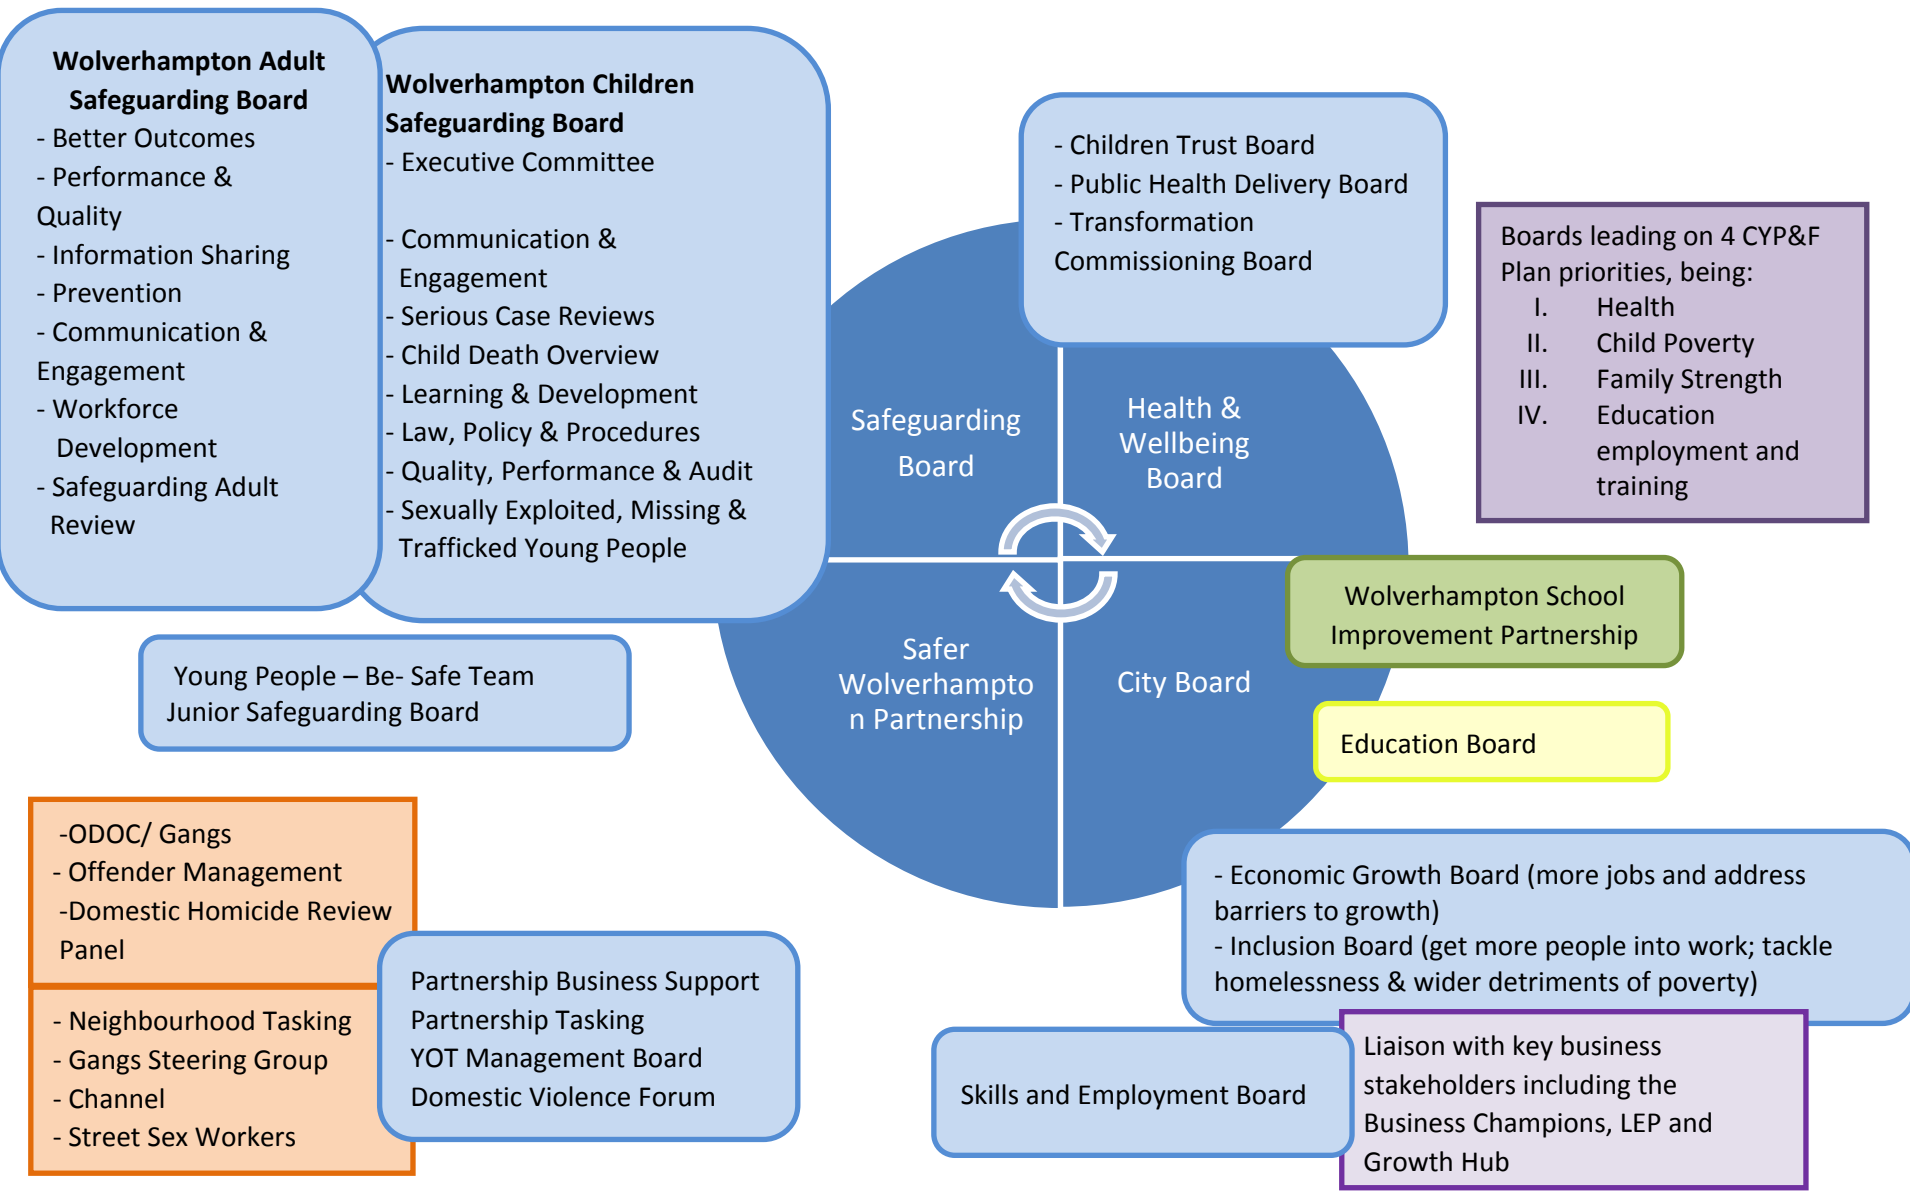 Wolverhampton Adult
Safeguarding Board
- Better Outcomes
- Performance &
Quality
- Information Sharing
- Prevention
- Communication &
Engagement
- Workforce
Development
- Safeguarding Adult
Review
Wolverhampton Children
Safeguarding Board
- Executive Committee
- Communication &
Engagement
- Serious Case Reviews
- Child Death Overview
- Learning & Development
- Law, Policy & Procedures
- Quality, Performance & Audit
- Sexually Exploited, Missing &
Trafficked Young People
- Children Trust Board
- Public Health Delivery Board
- Transformation
Commissioning Board
Boards leading on 4 CYP&F
Plan priorities, being:
I. Health
II. Child Poverty
III. Family Strength
IV. Education
employment and
training
Safeguarding
Board
Health &
Wellbeing
Board
Safer
Wolverhampto
n Partnership
City Board
Wolverhampton School
Improvement Partnership
Education Board
Young People – Be- Safe Team
Junior Safeguarding Board
-ODOC/ Gangs
- Offender Management
-Domestic Homicide Review
Panel
- Neighbourhood Tasking
- Gangs Steering Group
- Channel
- Street Sex Workers
Partnership Business Support
Partnership Tasking
YOT Management Board
Domestic Violence Forum
- Economic Growth Board (more jobs and address
barriers to growth)
- Inclusion Board (get more people into work; tackle
homelessness & wider detriments of poverty)
Skills and Employment Board
Liaison with key business
stakeholders including the
Business Champions, LEP and
Growth Hub